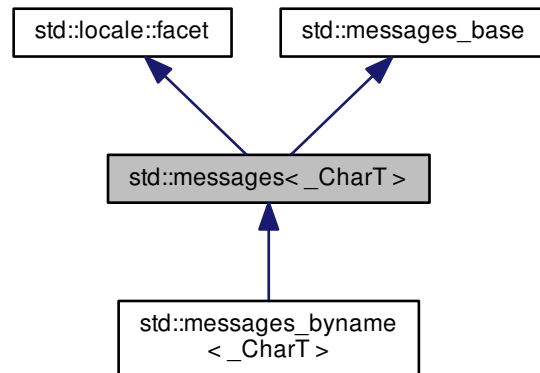 std::locale::facet
std::messages_base
std::messages< _CharT >
std::messages_byname
< _CharT >